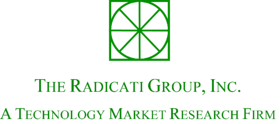 THE RADICATI GROUP, INC.
A TECHNOLOGY MARKET RESEARCH FIRM